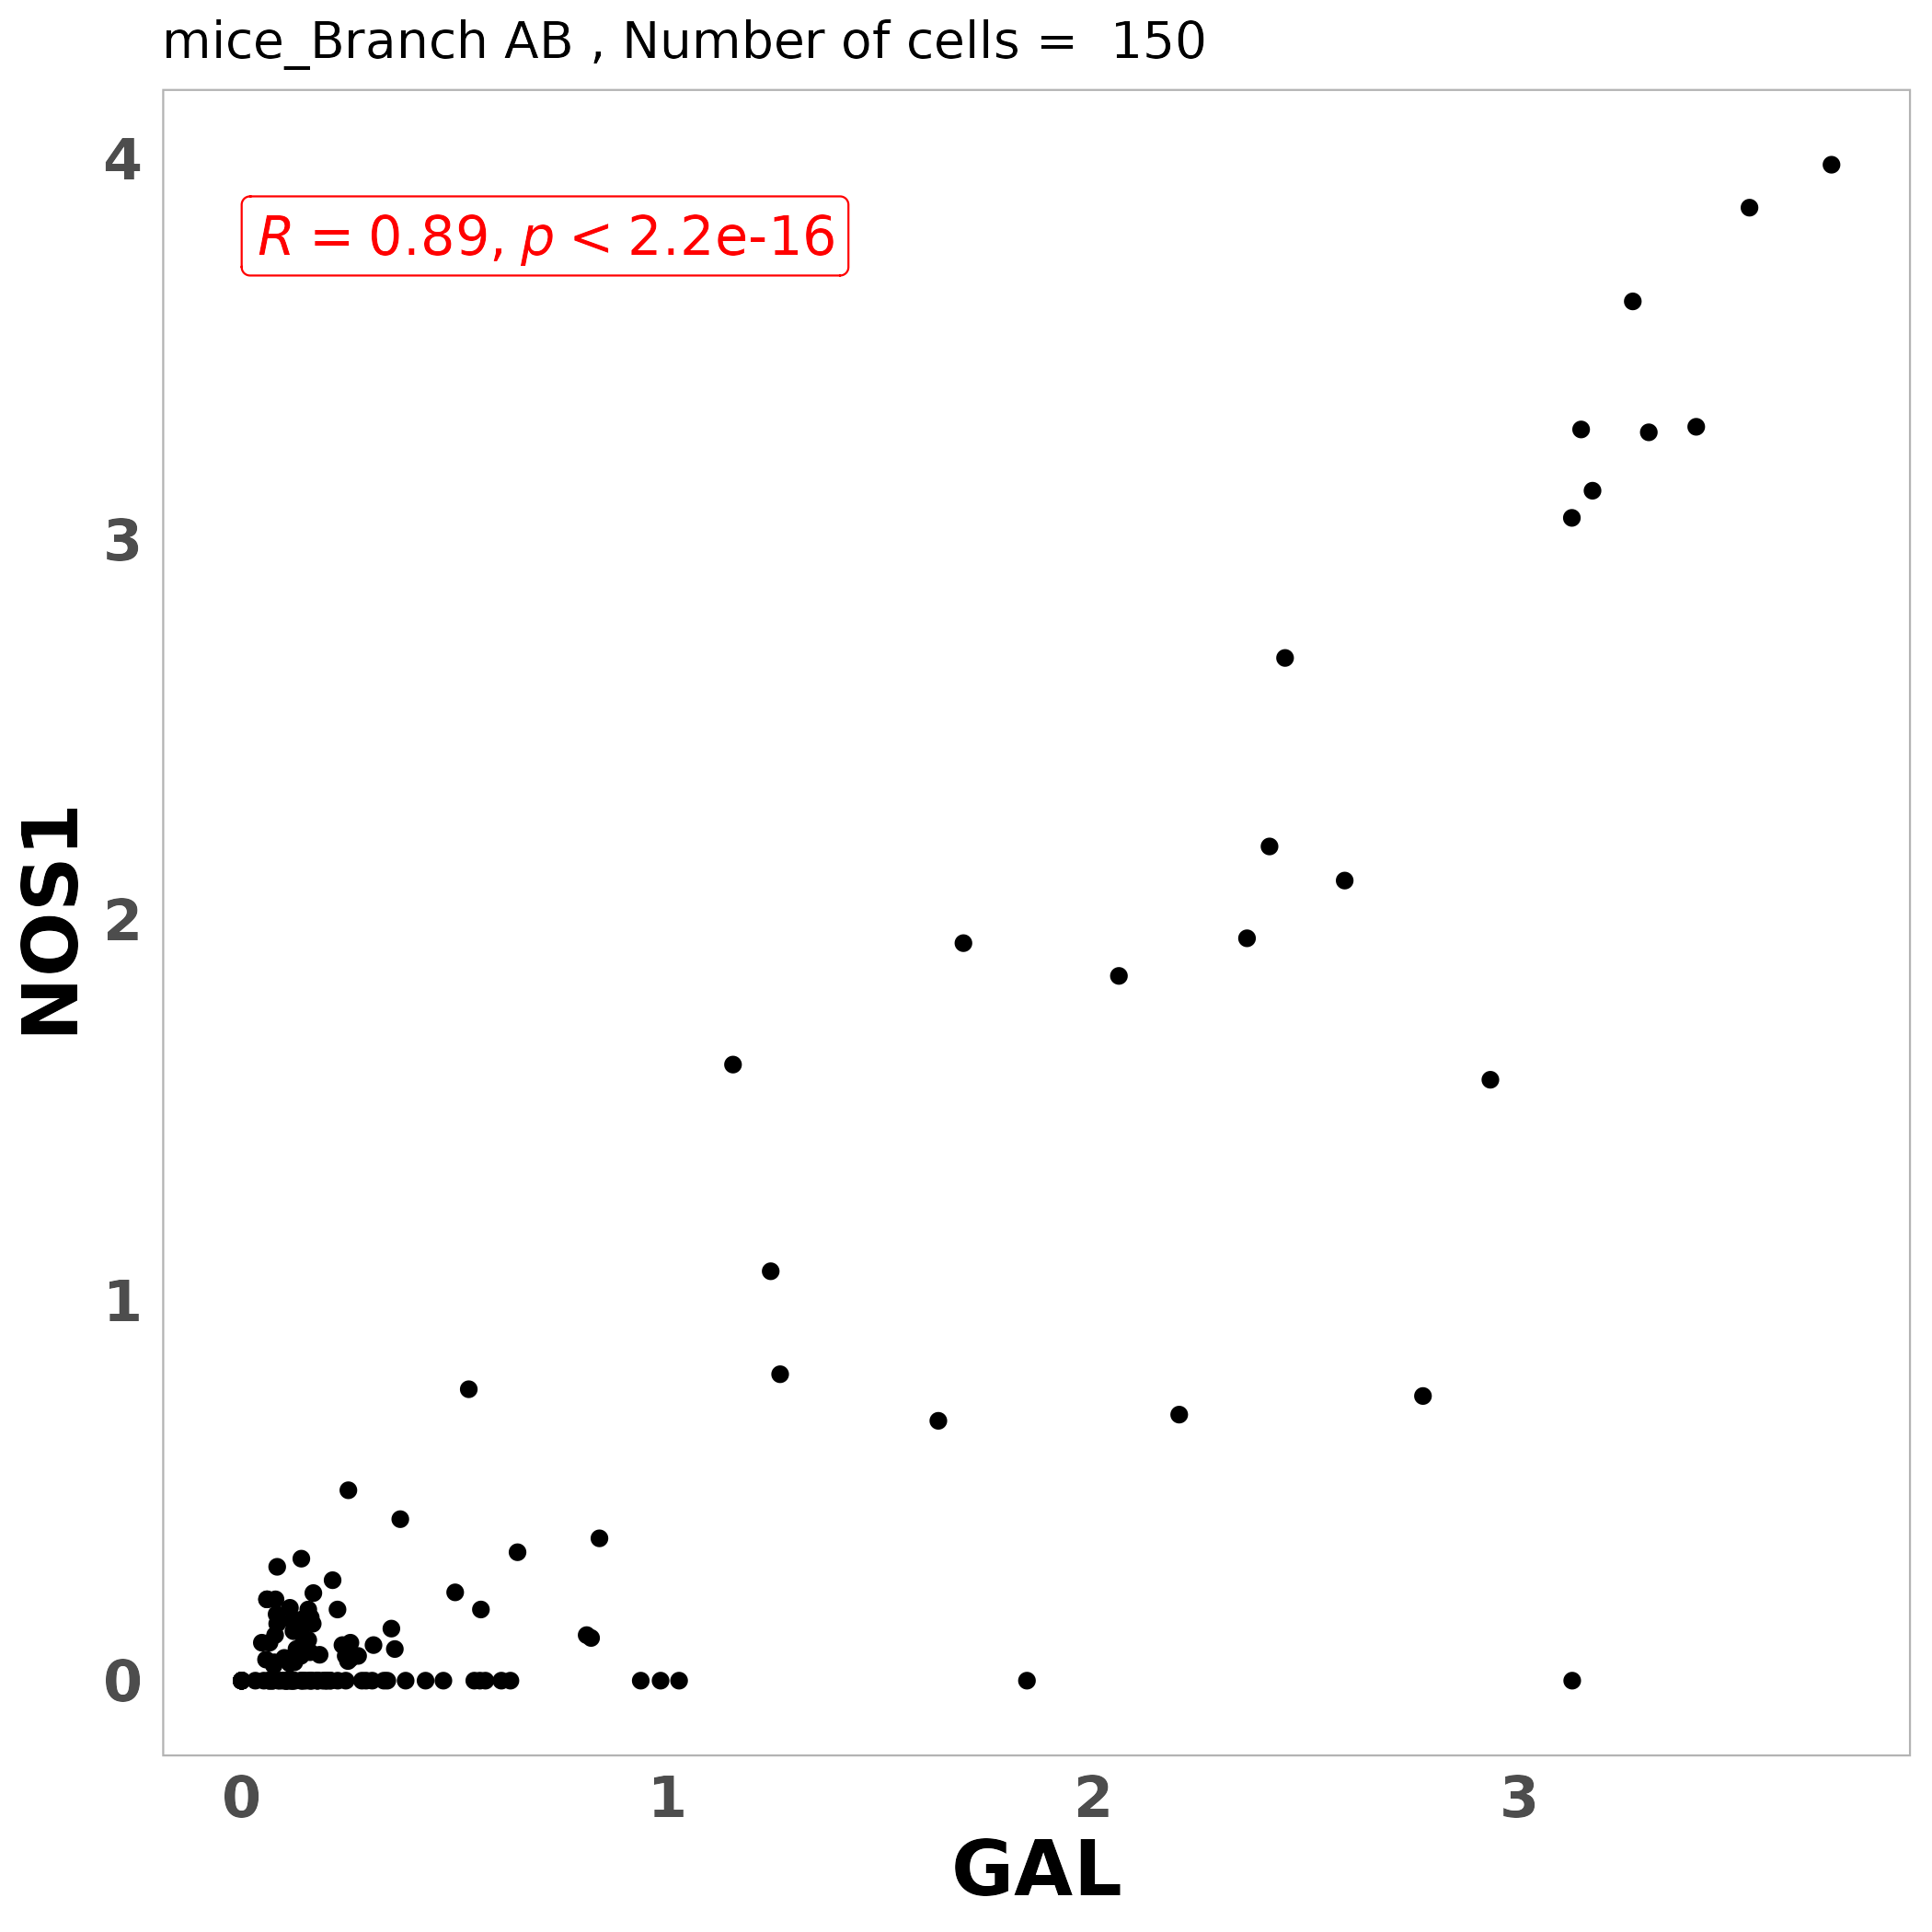 mice_Branch AB , Number of cells =  150
4
R = 0.89, p < 2.2e-16
3
NOS1
2
1
0
0 1 2 3
GAL